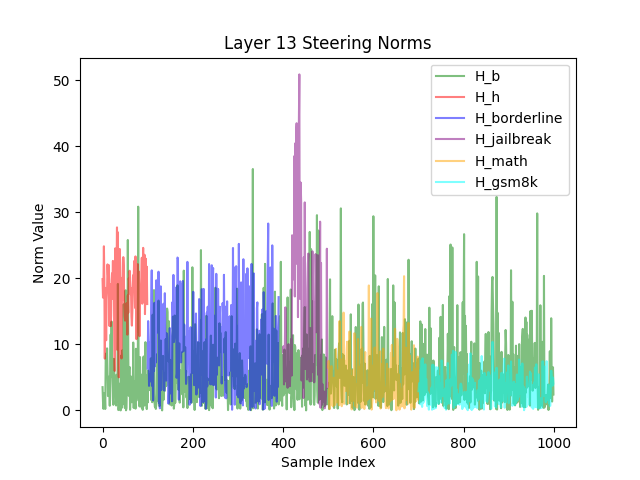 Layer 13 Steering Norms
Norm Value
50
40
30
20
10
0
H_b
H_h
H_borderline
H_jailbreak
H_math
H_gsm8k
0 200 400 600 800 1000
Sample Index